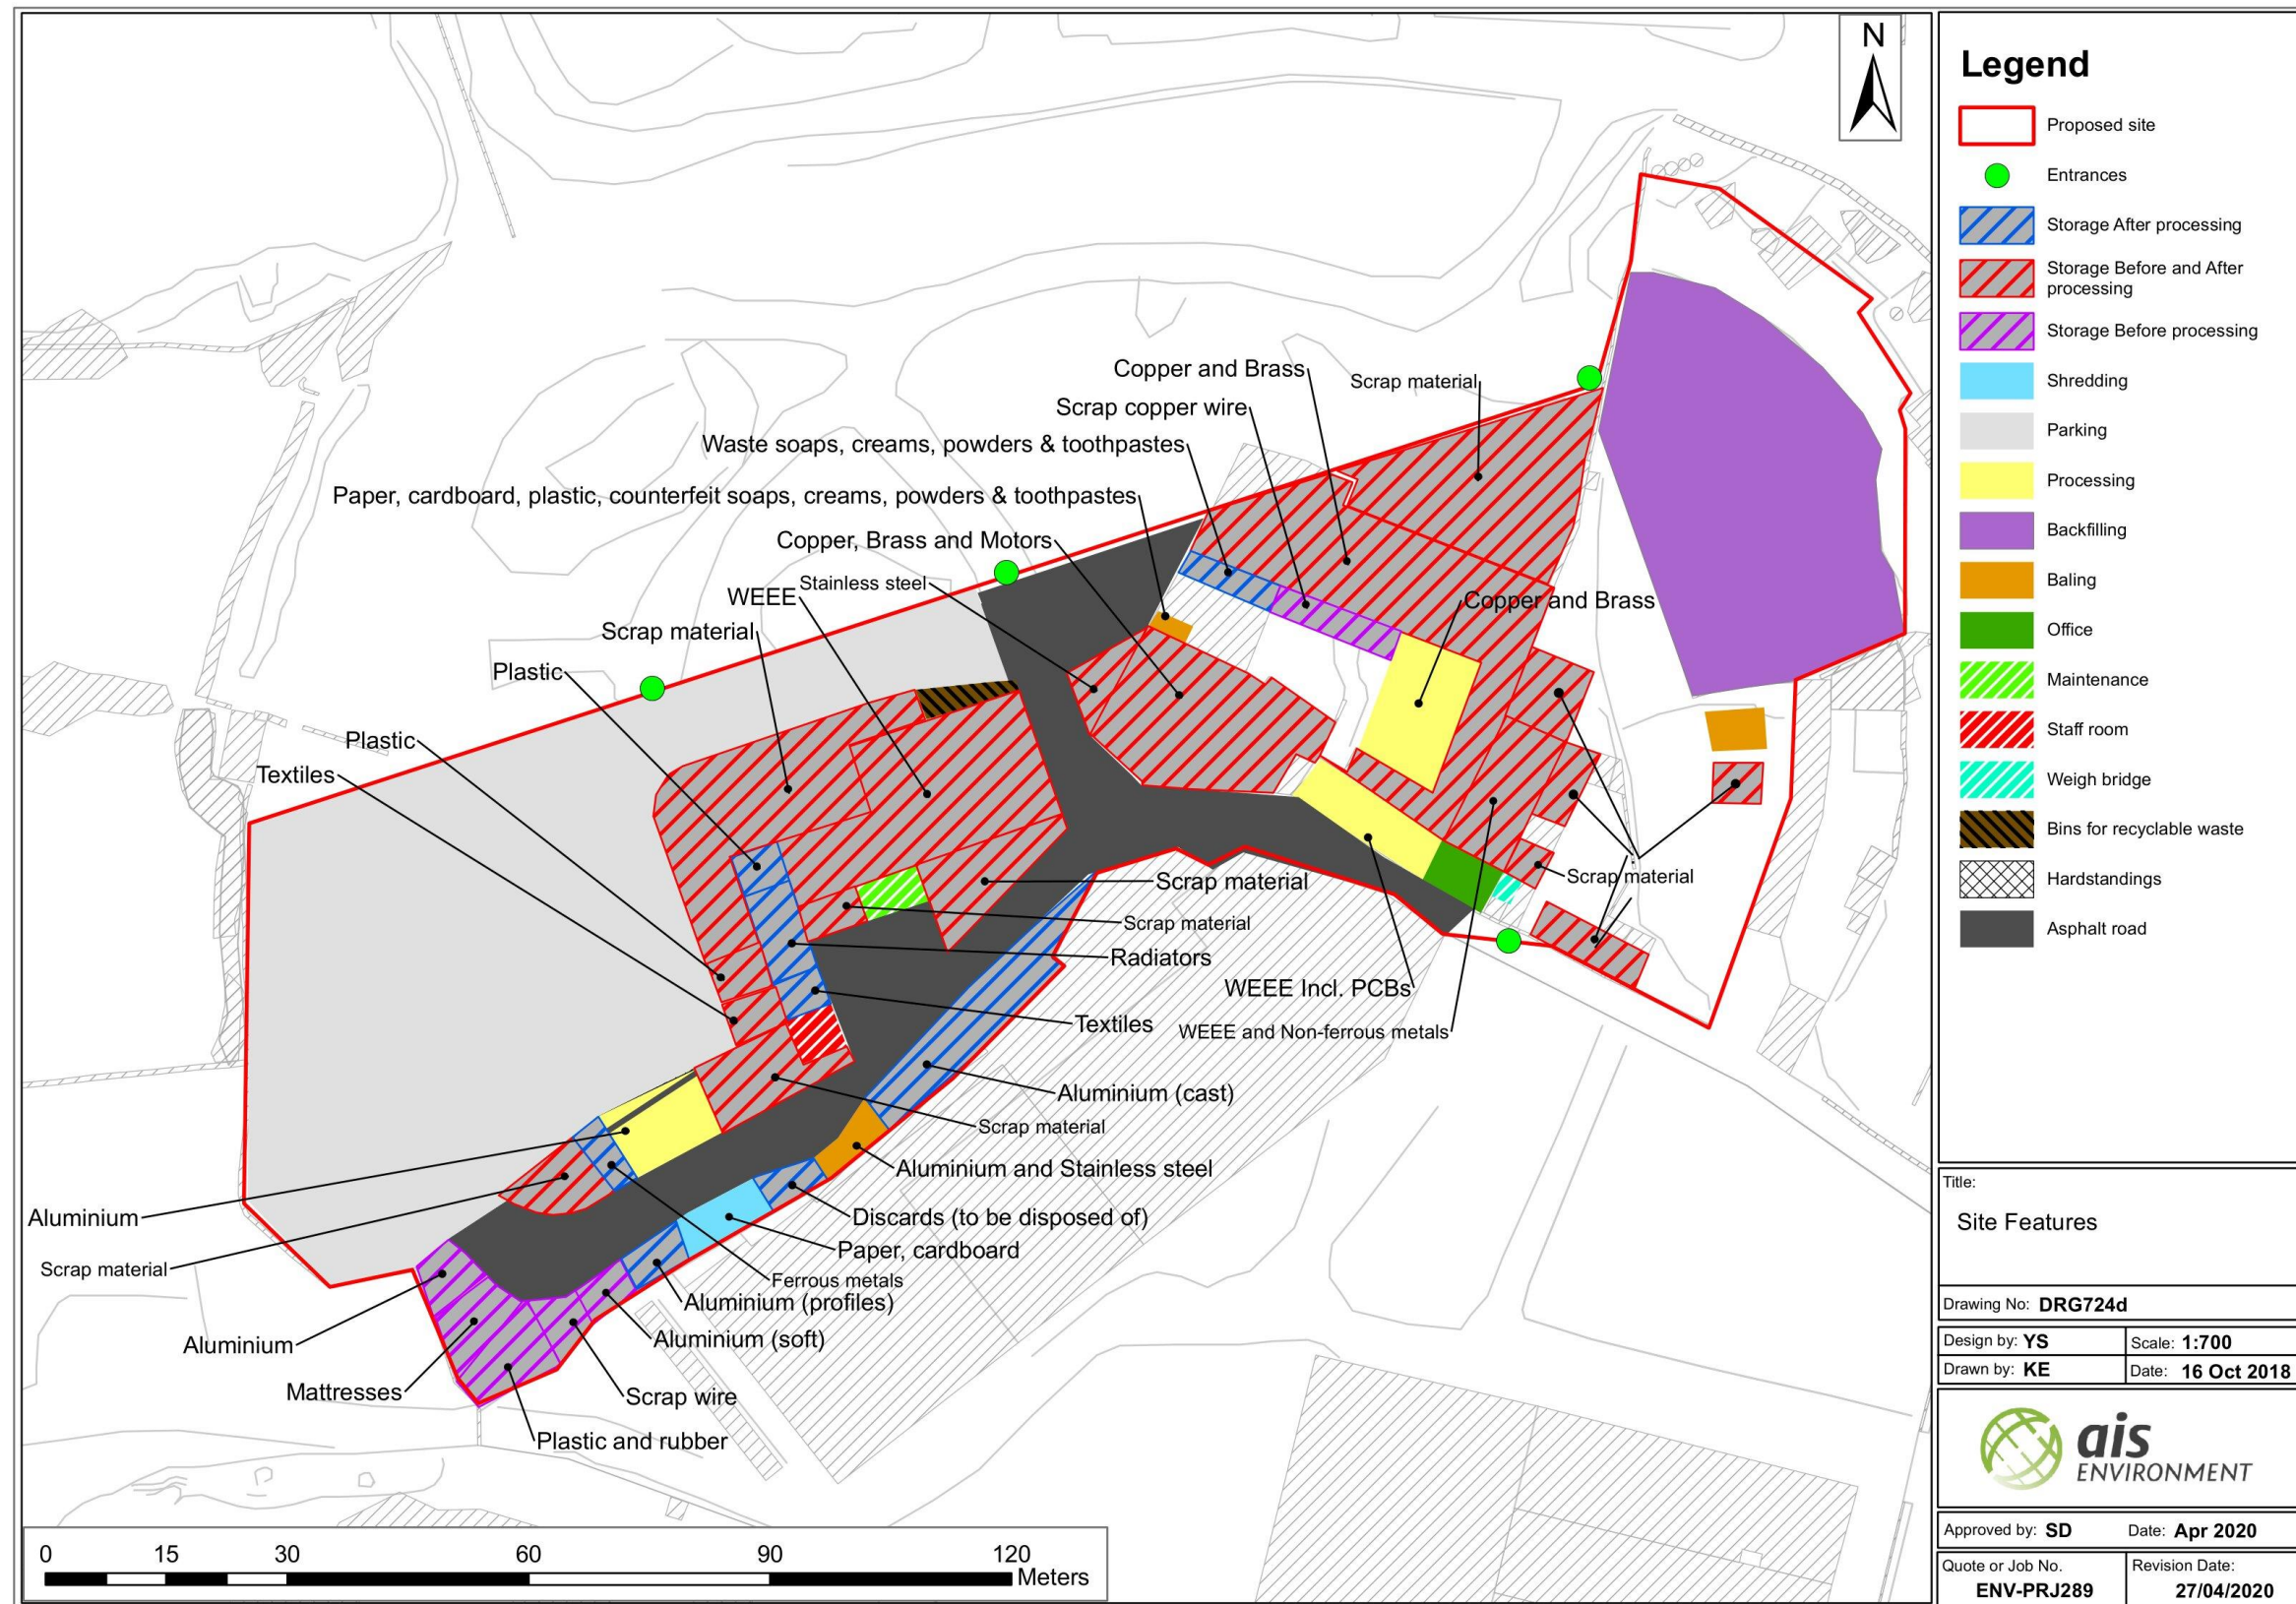 N
Copper and Brass
Scrap material
Scrap copper wire
Waste soaps, creams, powders & toothpastes
Paper, cardboard, plastic, counterfeit soaps, creams, powders & toothpastes
Copper, Brass and Motors
Stainless steel
WEEE
Copper and Brass
Scrap material
Plastic
Plastic
Textiles
Scrap material
Scrap material
Scrap material
Radiators
WEEE Incl. PCBs
Textiles
WEEE and Non-ferrous metals
Aluminium (cast)
Scrap material
Aluminium and Stainless steel
Aluminium
Discards (to be disposed of)
Paper, cardboard
Scrap material
Ferrous metals
Aluminium (profiles)
Aluminium (soft)
Aluminium
Mattresses
Scrap wire
Plastic and rubber
0 15 30 60 90 120
Meters
Legend
Proposed site
Entrances
Storage After processing
Storage Before and After
processing
Storage Before processing
Shredding
Parking
Processing
Backfilling
Baling
Office
Maintenance
Staff room
Weigh bridge
Bins for recyclable waste
Hardstandings
Asphalt road
Title:
Site Features
Drawing No: DRG724d
Design by: YS
Scale: 1:700
Drawn by: KE
Date: 16 Oct 2018
ais
ENVIRONMENT
Approved by: SD
Date: Apr 2020
Quote or Job No.
ENV-PRJ289
Revision Date:
27/04/2020